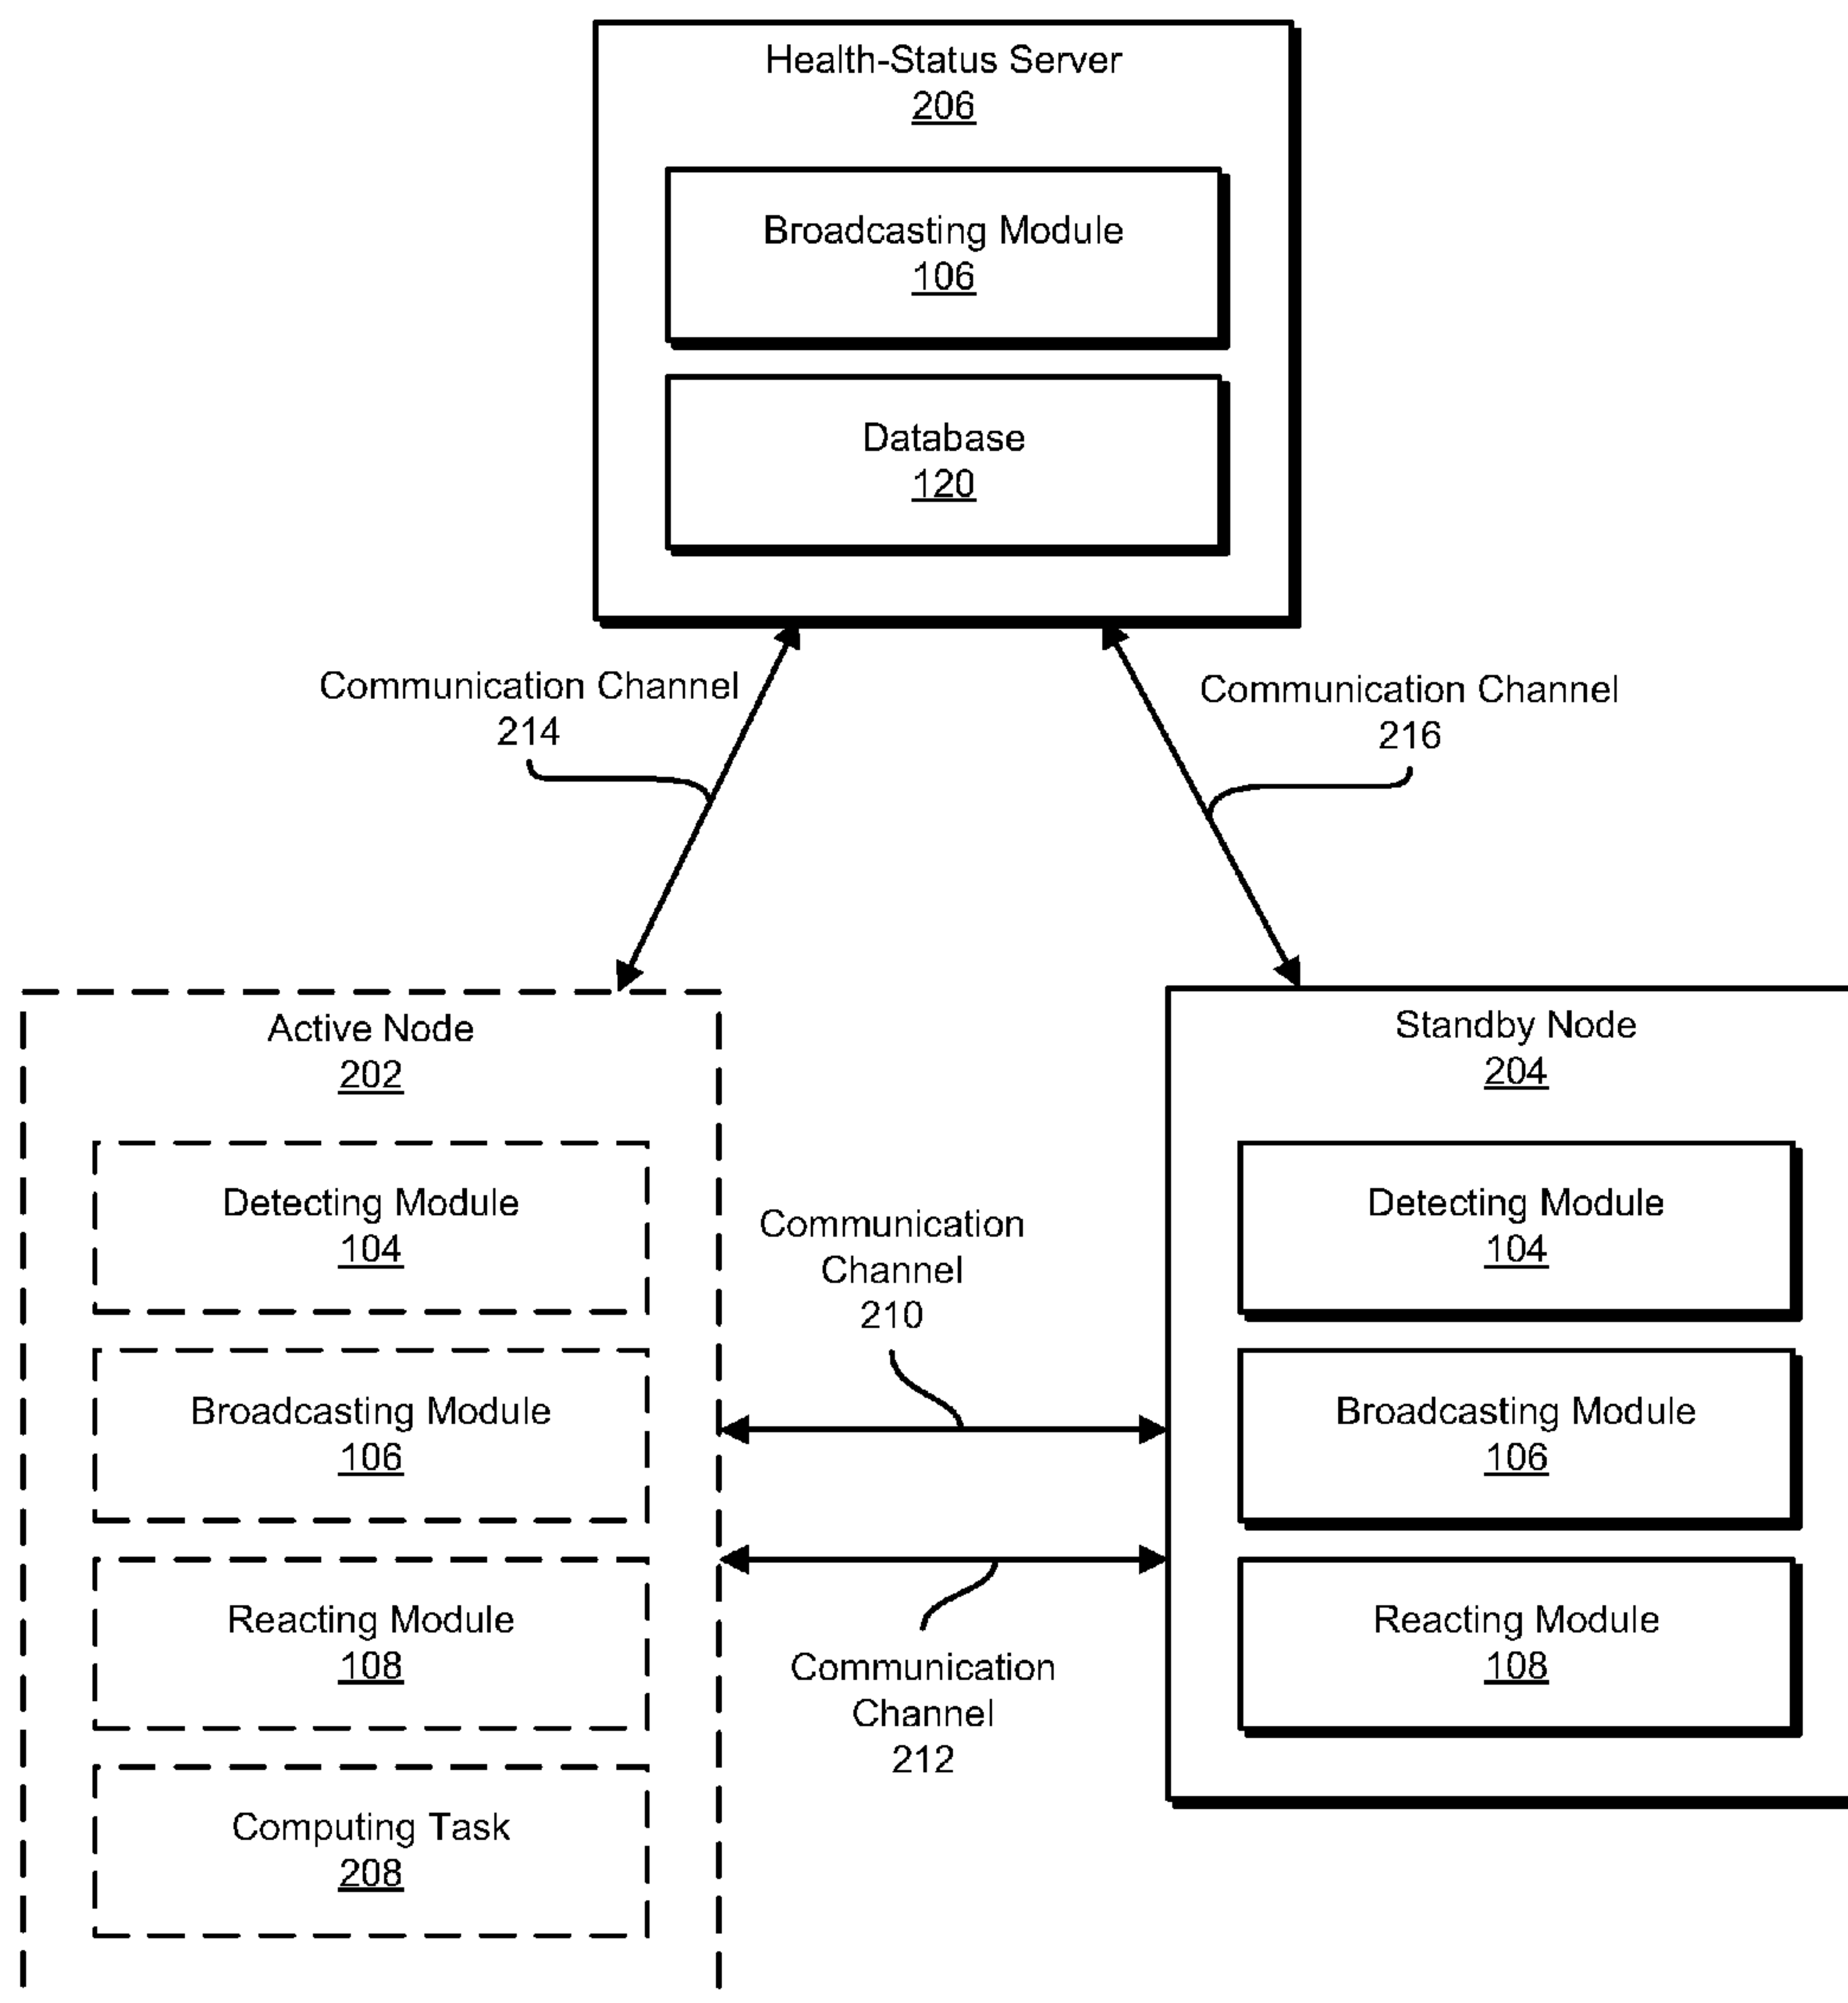 Health-Status Server
206
Broadcasting Module
106
Database
120
Communication Channel
214
Communication Channel
216
Active Node
202
Detecting Module
104
Broadcasting Module
106
Reacting Module
108
Computing Task
208
Communication
Channel
210
Communication
Channel
212
Standby Node
204
Detecting Module
104
Broadcasting Module
106
Reacting Module
108